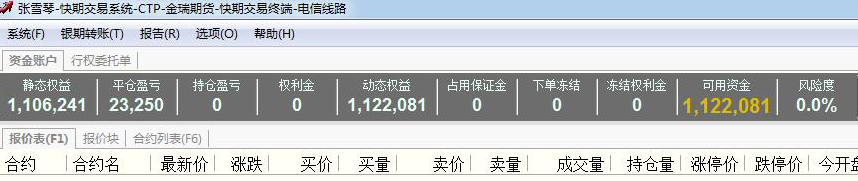 张雪琴-快期交易系统-CTP-金瑞期货-快期交易终端-电信线路
系统(F) 银期转账(T) 报告(R) 选项(O) 帮助(H)
资金账户 行权委托单
静态权益 平仓盈亏 持仓盈亏 权利金 动态权益 占用保证金 下单冻结 冻结权利金 可用资金 风险度
1,106,241 23,250 0 0 1,122,081 0 0 0 1,122,081 0.0%
报价表(F1) 报价块 合约列表(F6)
合约 合约名 最新价 涨跌 买价 买量 卖价 卖量 成交量 持仓量 涨停价 跌停价 今开盘